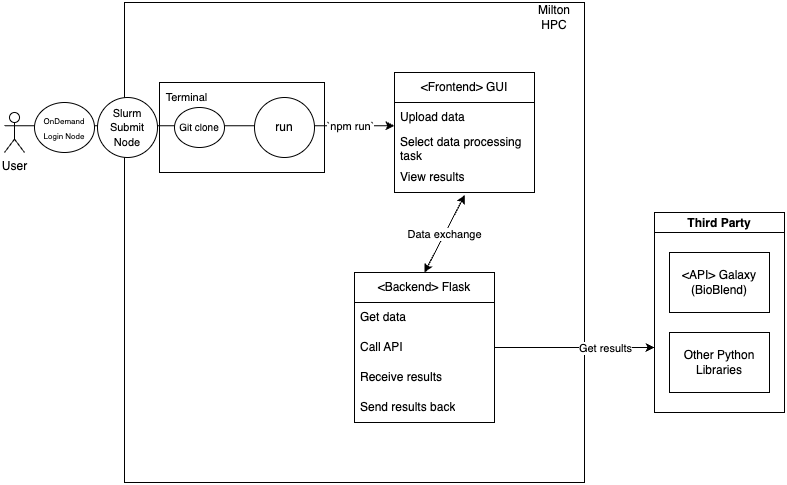 Milton
HPC
User
OnDemand
Login Node
Slurm
Submit
Node
Terminal
Git clone
run
`npm run`
<Frontend> GUI
Upload data
Select data processing
task
View results
Data exchange
<Backend> Flask
Get data
Call API
Receive results
Send results back
Get results
Third Party
<API> Galaxy
(BioBlend)
Other Python
Libraries